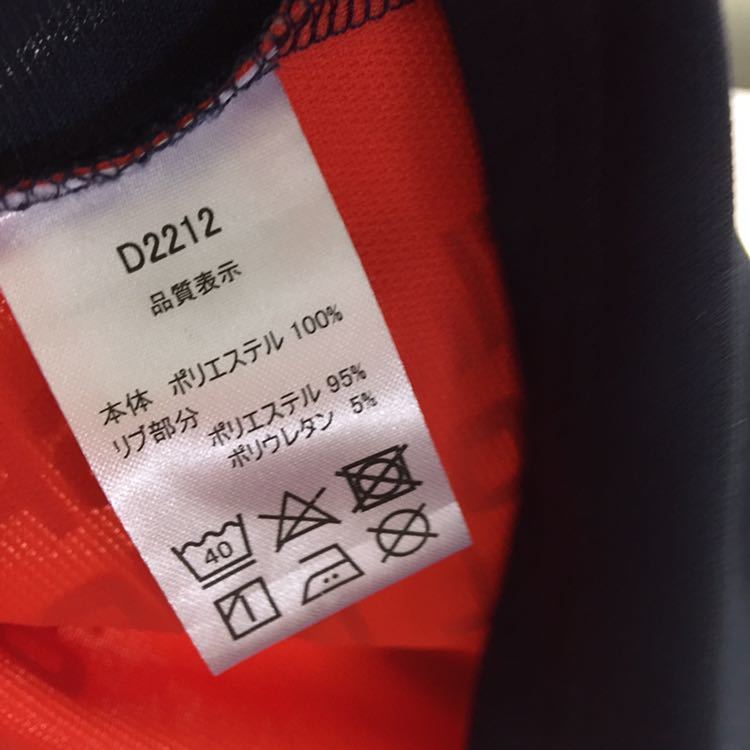 D2212
品質表示
本体 ポリエステル 100%
リブ部分 ポリエステル 95%
ポリウレタン 5%
40